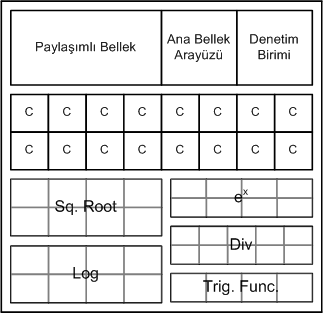 Paylaşımlı Bellek
Ana Bellek
Arayüzü
Denetim
Birimi
C C C C C C C C
C C C C C C C C
Sq. Root
e^x
Div
Log
Trig. Func.